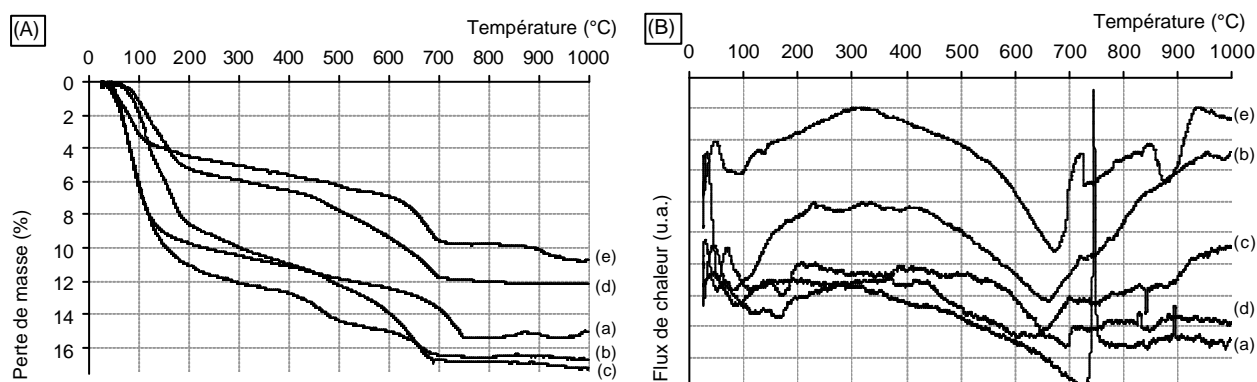 (A)
Température (°C)
0 100 200 300 400 500 600 700 800 900 1000
0
2
4
6
8
10
12
14
16
Perte de masse (%)
(e)
(d)
(a)
(b)
(c)
(B)
Température (°C)
0 100 200 300 400 500 600 700 800 900 1000
Flux de chaleur (u.a.)
(e)
(b)
(c)
(d)
(a)